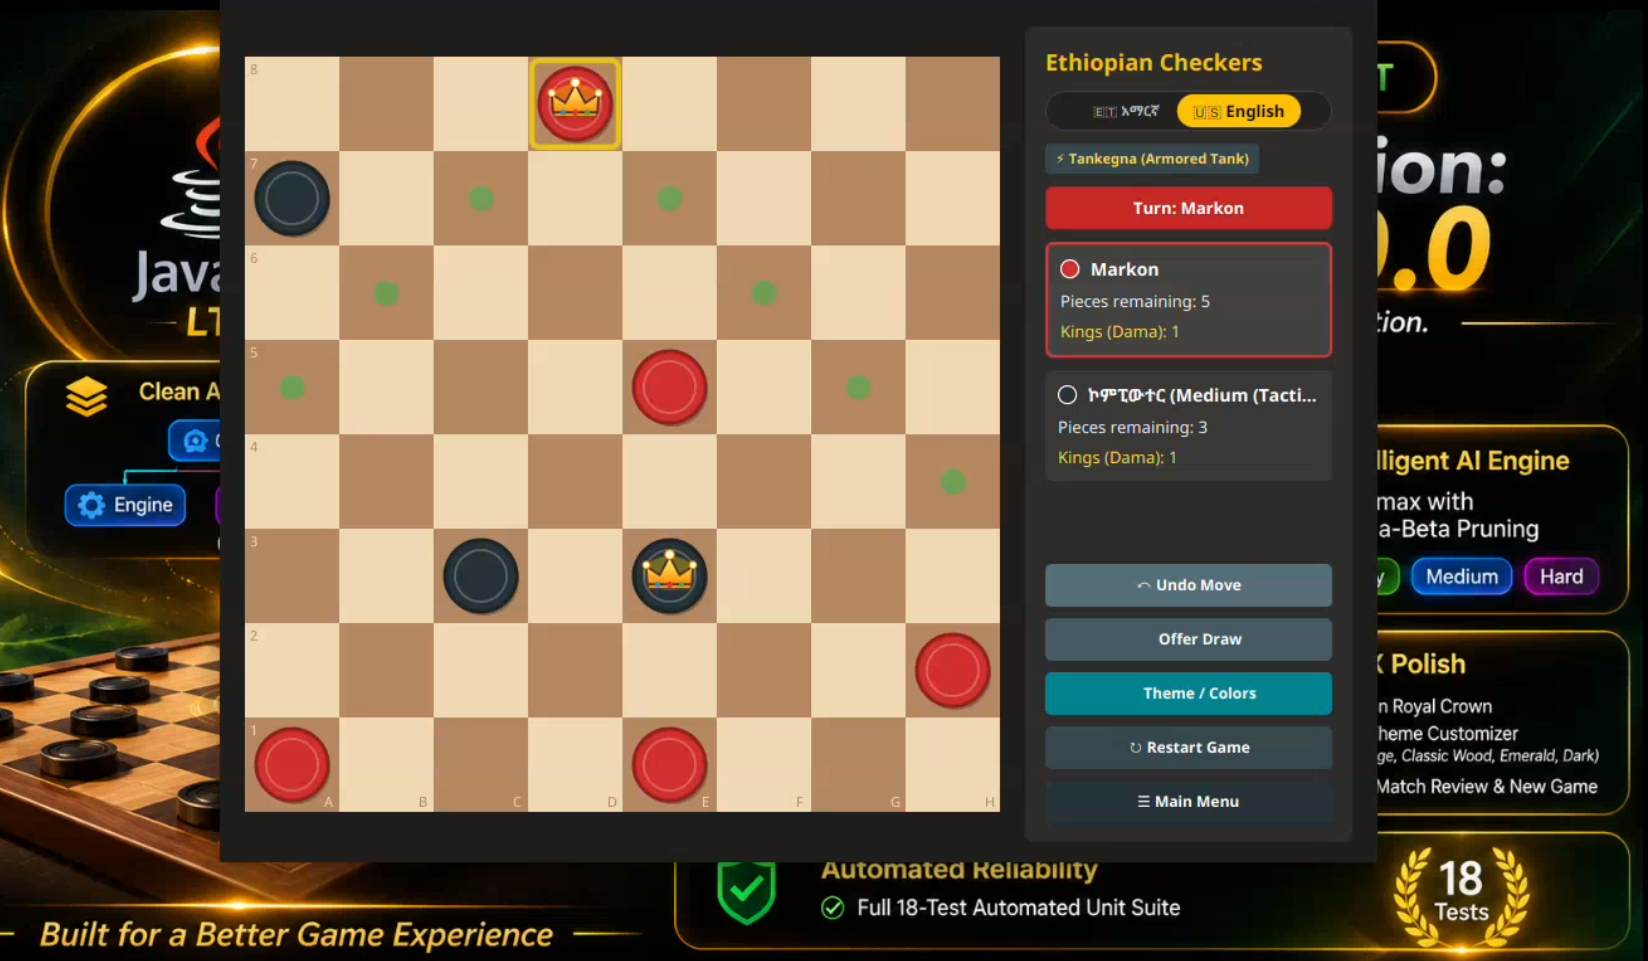 8
7
6
5
4
3
2
1
A
B
C
D
E
F
G
H
Ethiopian Checkers
🇪🇹 አማርኛ
🇺🇸 English
⚡ Tankegna (Armored Tank)
Turn: Markon
Markon
Pieces remaining: 5
Kings (Dama): 1
ኮምፒውተር (Medium (Tacti...
Pieces remaining: 3
Kings (Dama): 1
↶ Undo Move
Offer Draw
Theme / Colors
↻ Restart Game
☰ Main Menu
Java
LT
Clean A
Engine
Built for a Better Game Experience
T
ion:
.0
tion.
lligent AI Engine
max with
a-Beta Pruning
y
Medium
Hard
X Polish
n Royal Crown
heme Customizer
ge, Classic Wood, Emerald, Dark)
Match Review & New Game
Automated Reliability
Full 18-Test Automated Unit Suite
18
Tests